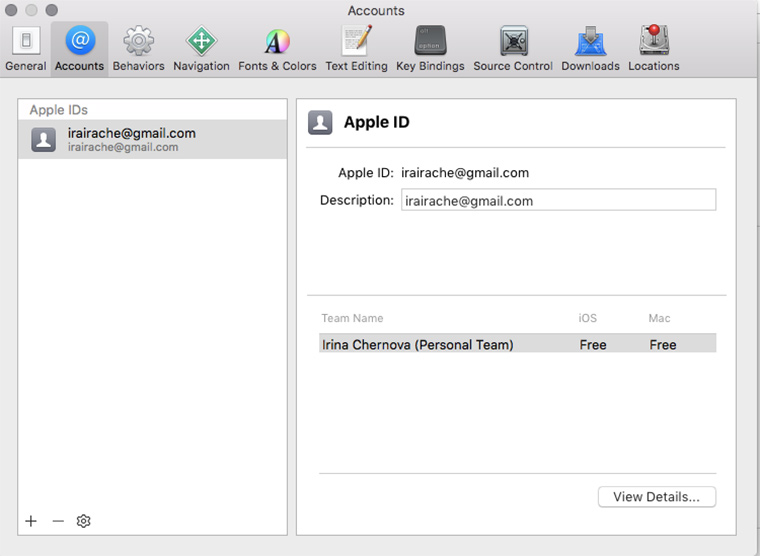 Accounts
General
Accounts
Behaviors
Navigation
Fonts & Colors
Text Editing
Key Bindings
Source Control
Downloads
Locations
Apple IDs
irairache@gmail.com
irairache@gmail.com
Apple ID
Apple ID: irairache@gmail.com
Description: irairache@gmail.com
Team Name iOS Mac
Irina Chernova (Personal Team) Free Free
View Details...